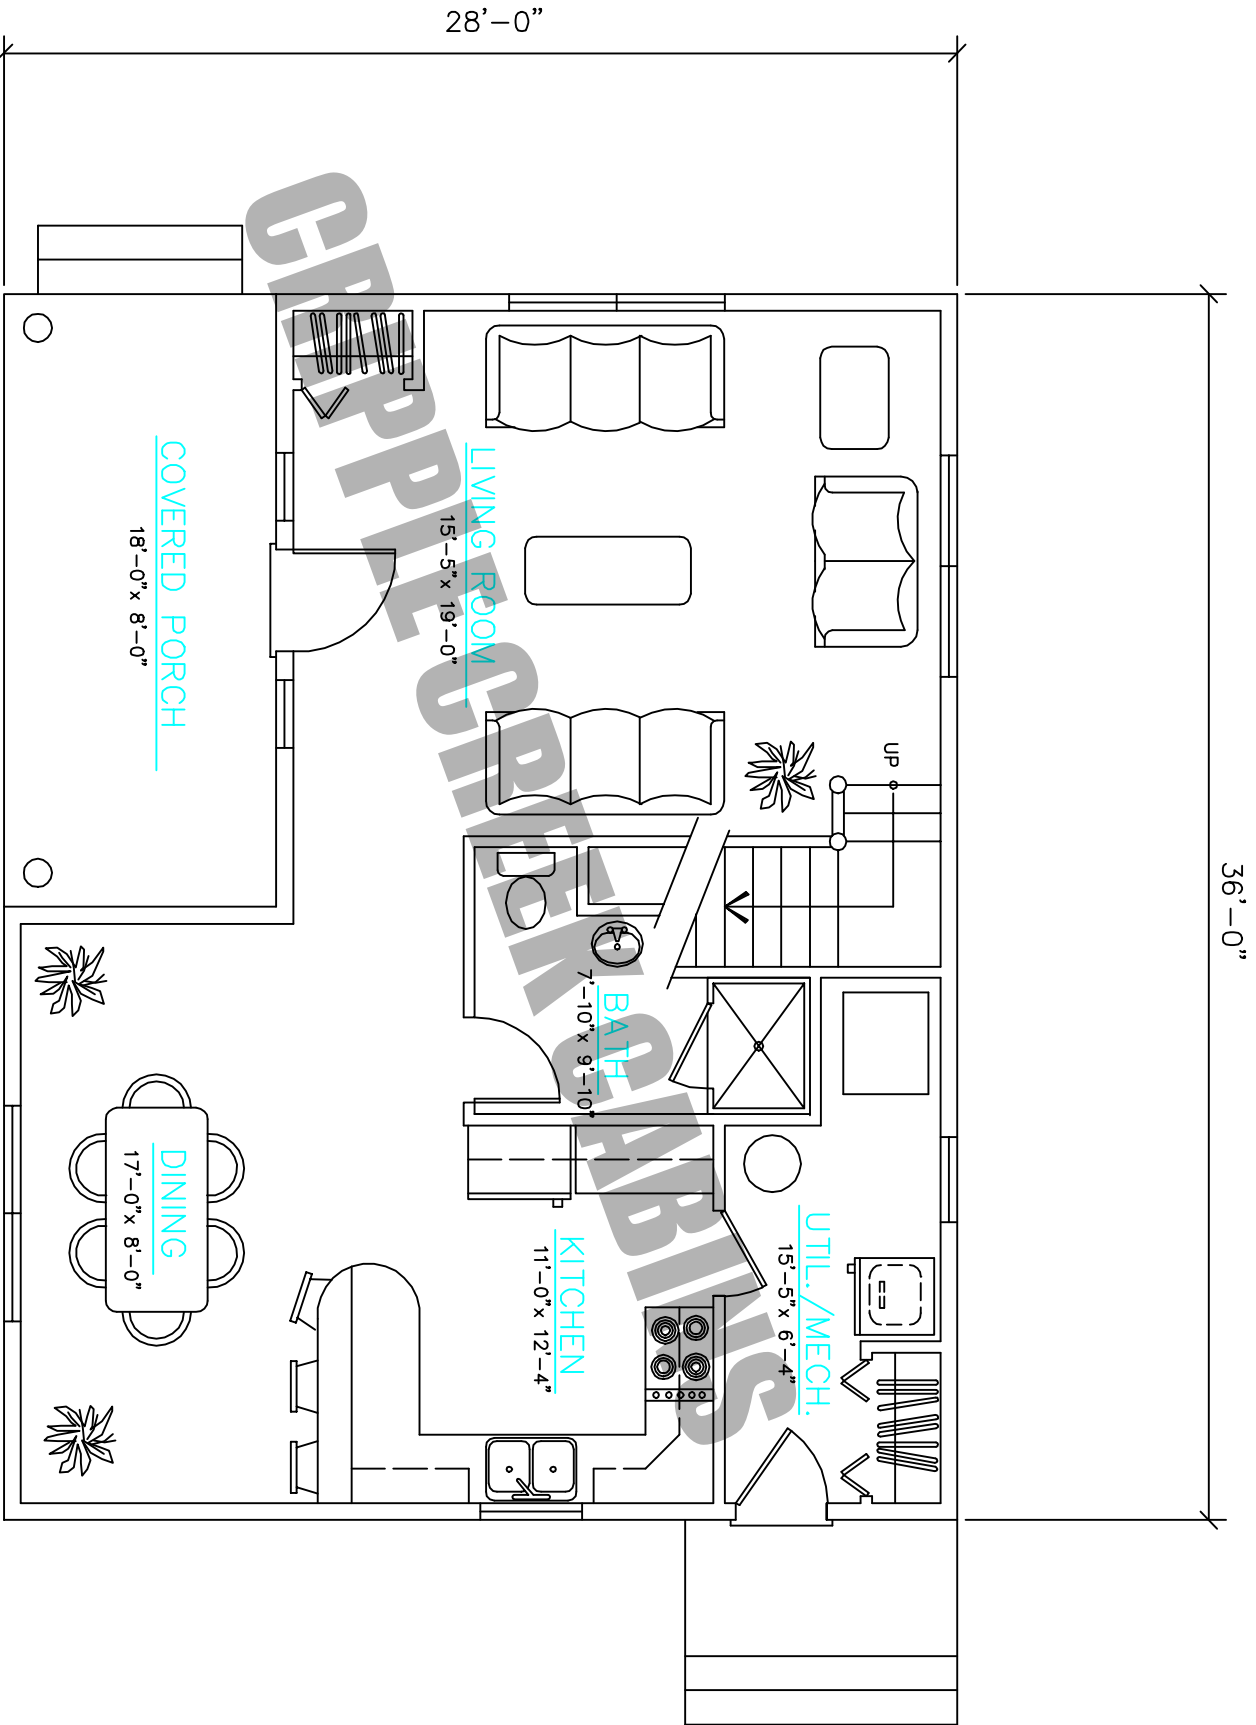 28'-0"
36'-0"
CRIPPLE CREEK CABINS
LIVING ROOM
15'-5" x 19'-0"
UP
COVERED PORCH
18'-0" x 8'-0"
BATH
7'-10" x 9'-10"
UTIL./MECH.
15'-5" x 6'-4"
KITCHEN
11'-0" x 12'-4"
DINING
17'-0" x 8'-0"